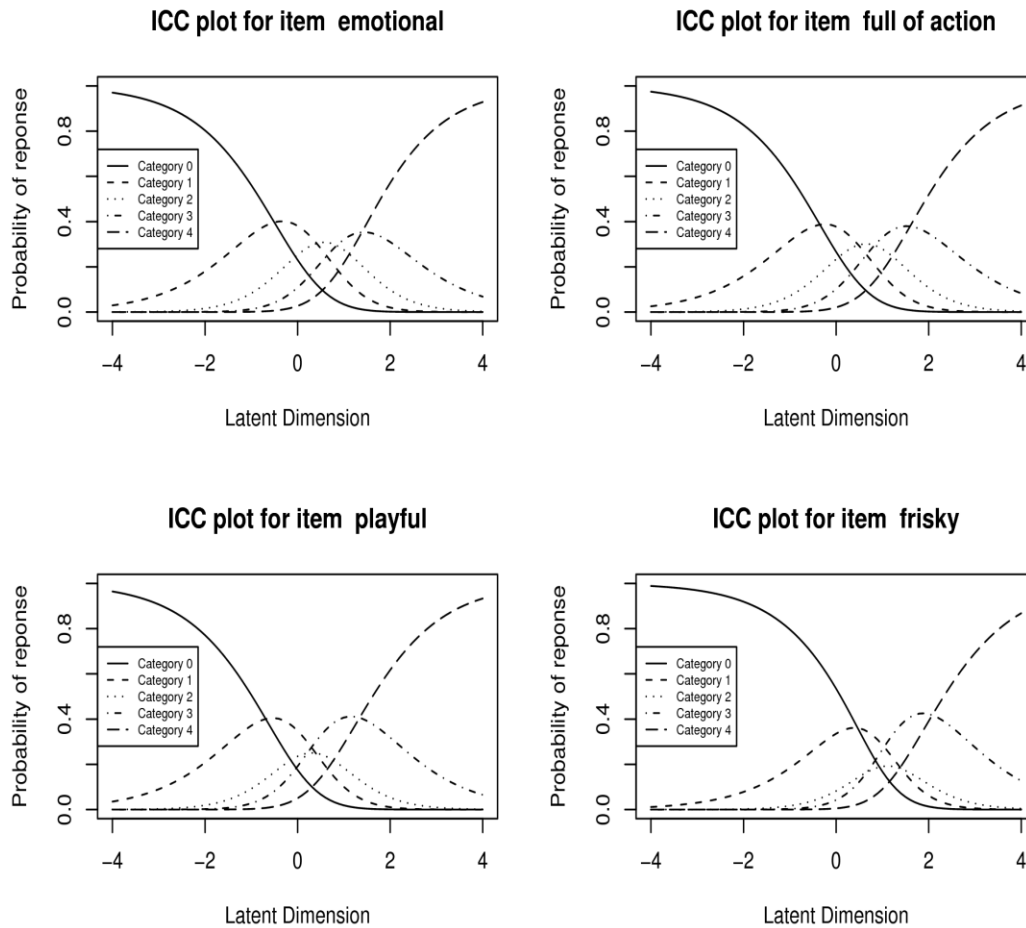 ICC plot for item  emotional
Probability of reponse
0.8
0.4
0.0
Category 0
Category 1
Category 2
Category 3
Category 4
−4 −2 0 2 4
Latent Dimension
ICC plot for item  full of action
Probability of reponse
0.8
0.4
0.0
Category 0
Category 1
Category 2
Category 3
Category 4
−4 −2 0 2 4
Latent Dimension
ICC plot for item  playful
Probability of reponse
0.8
0.4
0.0
Category 0
Category 1
Category 2
Category 3
Category 4
−4 −2 0 2 4
Latent Dimension
ICC plot for item  frisky
Probability of reponse
0.8
0.4
0.0
Category 0
Category 1
Category 2
Category 3
Category 4
−4 −2 0 2 4
Latent Dimension